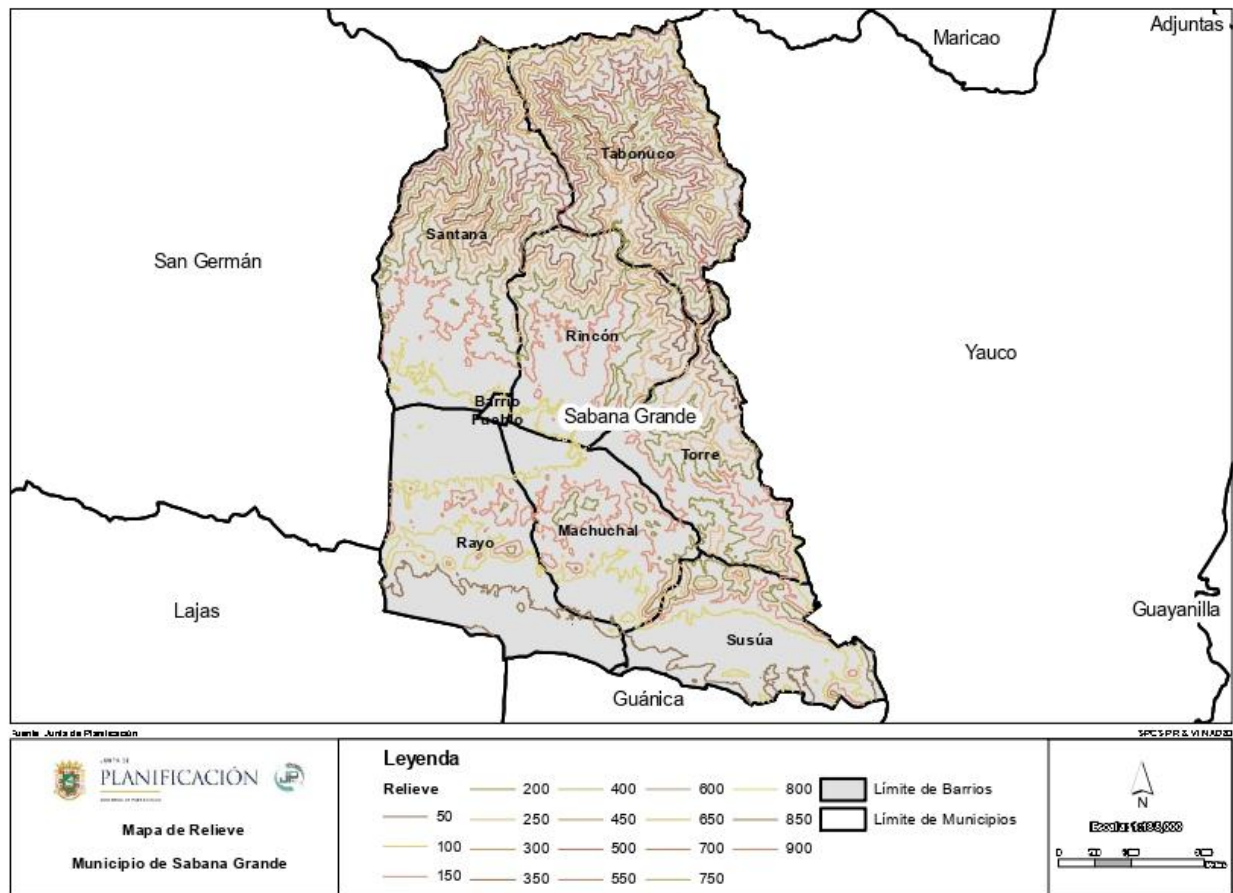 Adjuntas
Maricao
Tabonuco
Santana
San Germán
Rincón
Yauco
Barrio
Pueblo
Sabana Grande
Torre
Machuchal
Rayo
Lajas
Guayanilla
Susúa
Guánica
Fuente: Junta de Planificación
JUNTA DE
PLANIFICACIÓN
JP
Mapa de Relieve
Municipio de Sabana Grande
Leyenda
Relieve
50
100
150
200
250
300
350
400
450
500
550
600
650
700
750
800
850
900
Límite de Barrios
Límite de Municipios
N